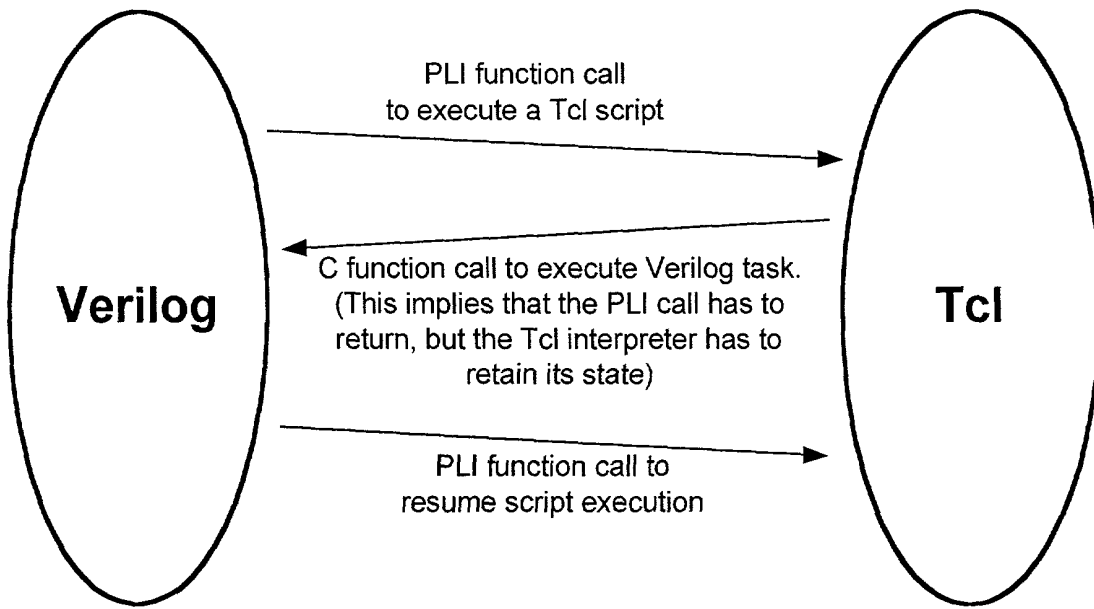 PLI function call
to execute a Tcl script
C function call to execute Verilog task.
(This implies that the PLI call has to
return, but the Tcl interpreter has to
retain its state)
Verilog
Tcl
PLI function call to
resume script execution